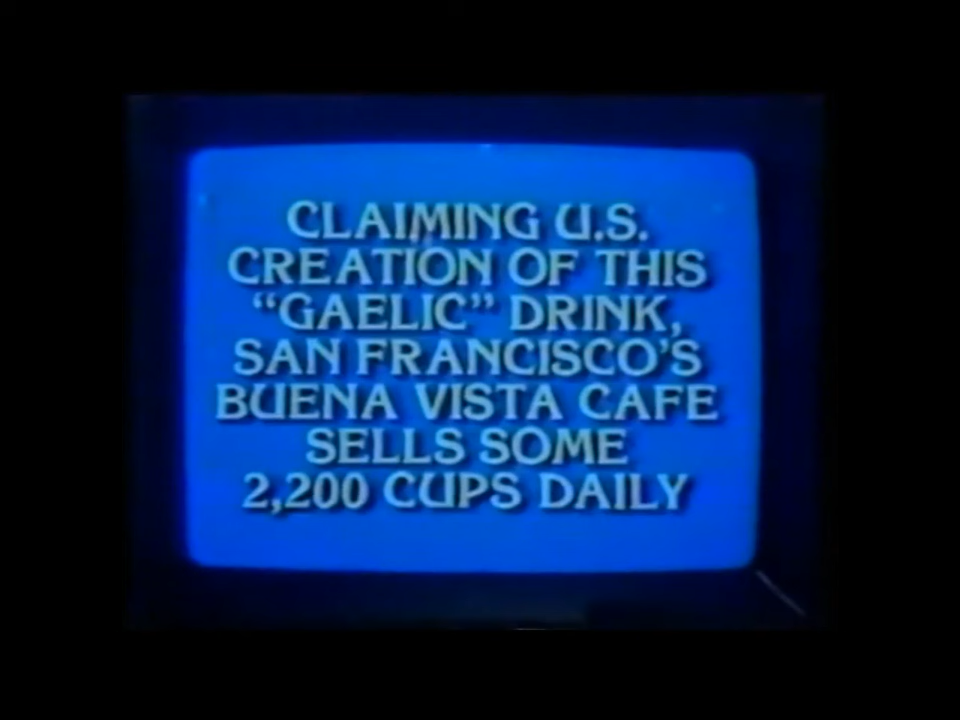 CLAIMING U.S.
CREATION OF THIS
“GAELIC” DRINK,
SAN FRANCISCO’S
BUENA VISTA CAFE
SELLS SOME
2,200 CUPS DAILY